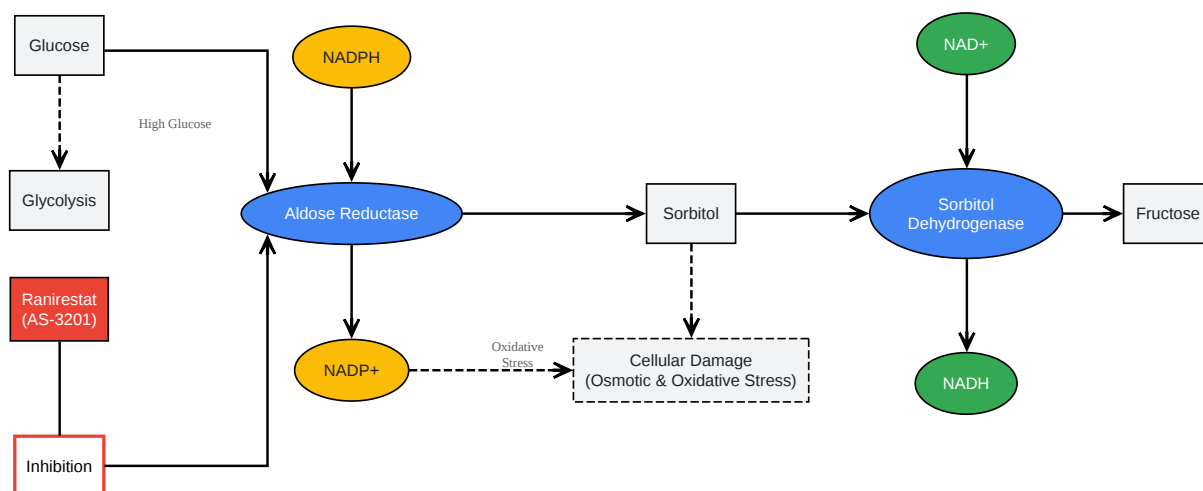 Glucose
NADPH
NAD+
High Glucose
Glycolysis
Aldose Reductase
Sorbitol
Sorbitol
Dehydrogenase
Fructose
Ranirestat
(AS-3201)
Oxidative
Stress
NADP+
Cellular Damage
(Osmotic & Oxidative Stress)
NADH
Inhibition